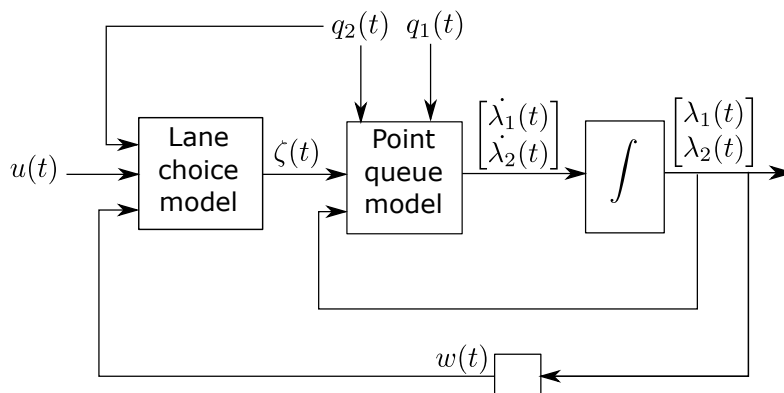 q₂(t) q₁(t)
u(t)
Lane
choice
model
ζ(t)
Point
queue
model
[λ̇₁(t)
λ̇₂(t)]
∫
[λ₁(t)
λ₂(t)]
w(t)